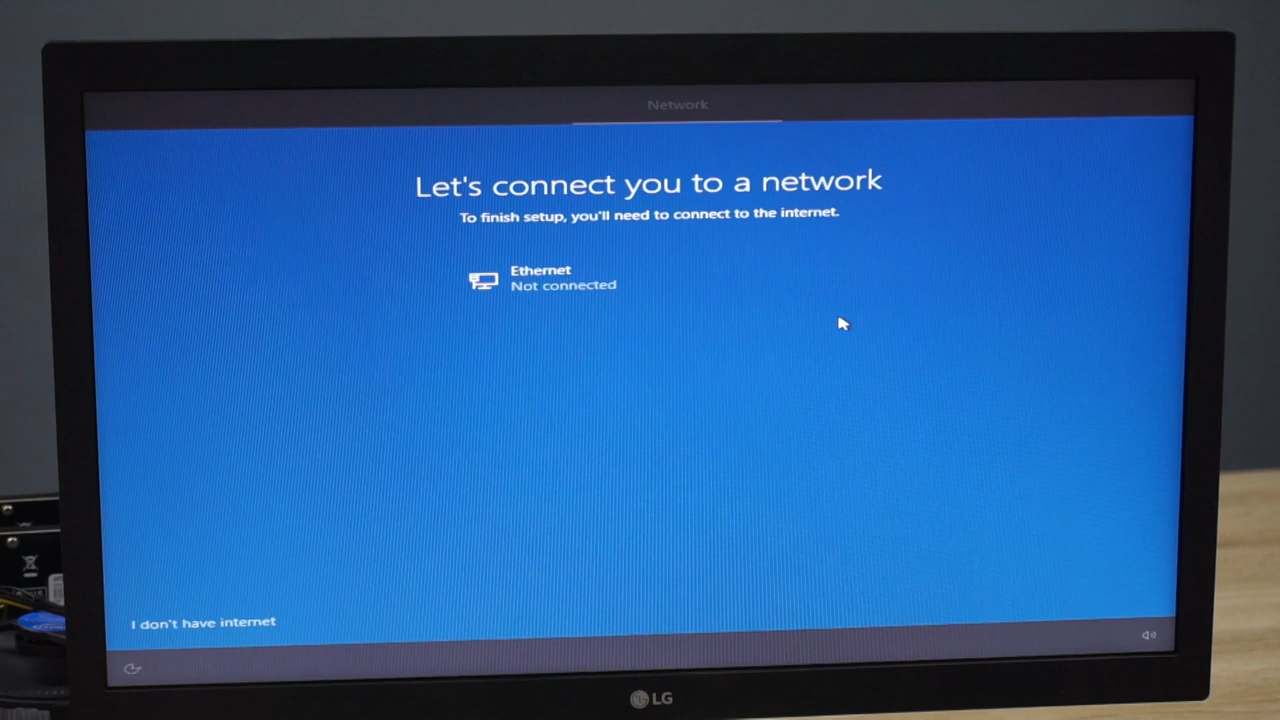 Network
Let's connect you to a network
To finish setup, you'll need to connect to the internet.
Ethernet
Not connected
I don't have internet
LG